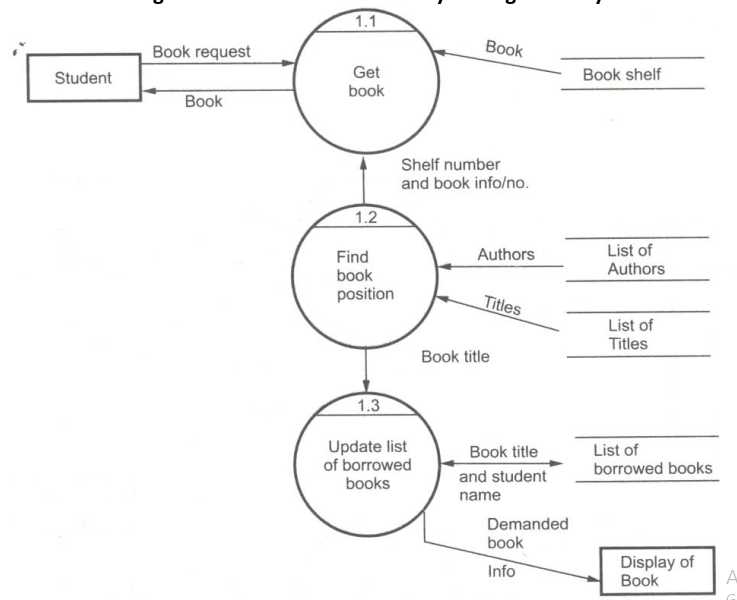 1.1
Book request
Student
Book
Get
book
Book
Book shelf
Shelf number
and book info/no.
1.2
Find
book
position
Authors
List of
Authors
Titles
List of
Titles
Book title
1.3
Update list
of borrowed
books
Book title
and student
name
List of
borrowed books
Demanded
book
Info
Display of
Book